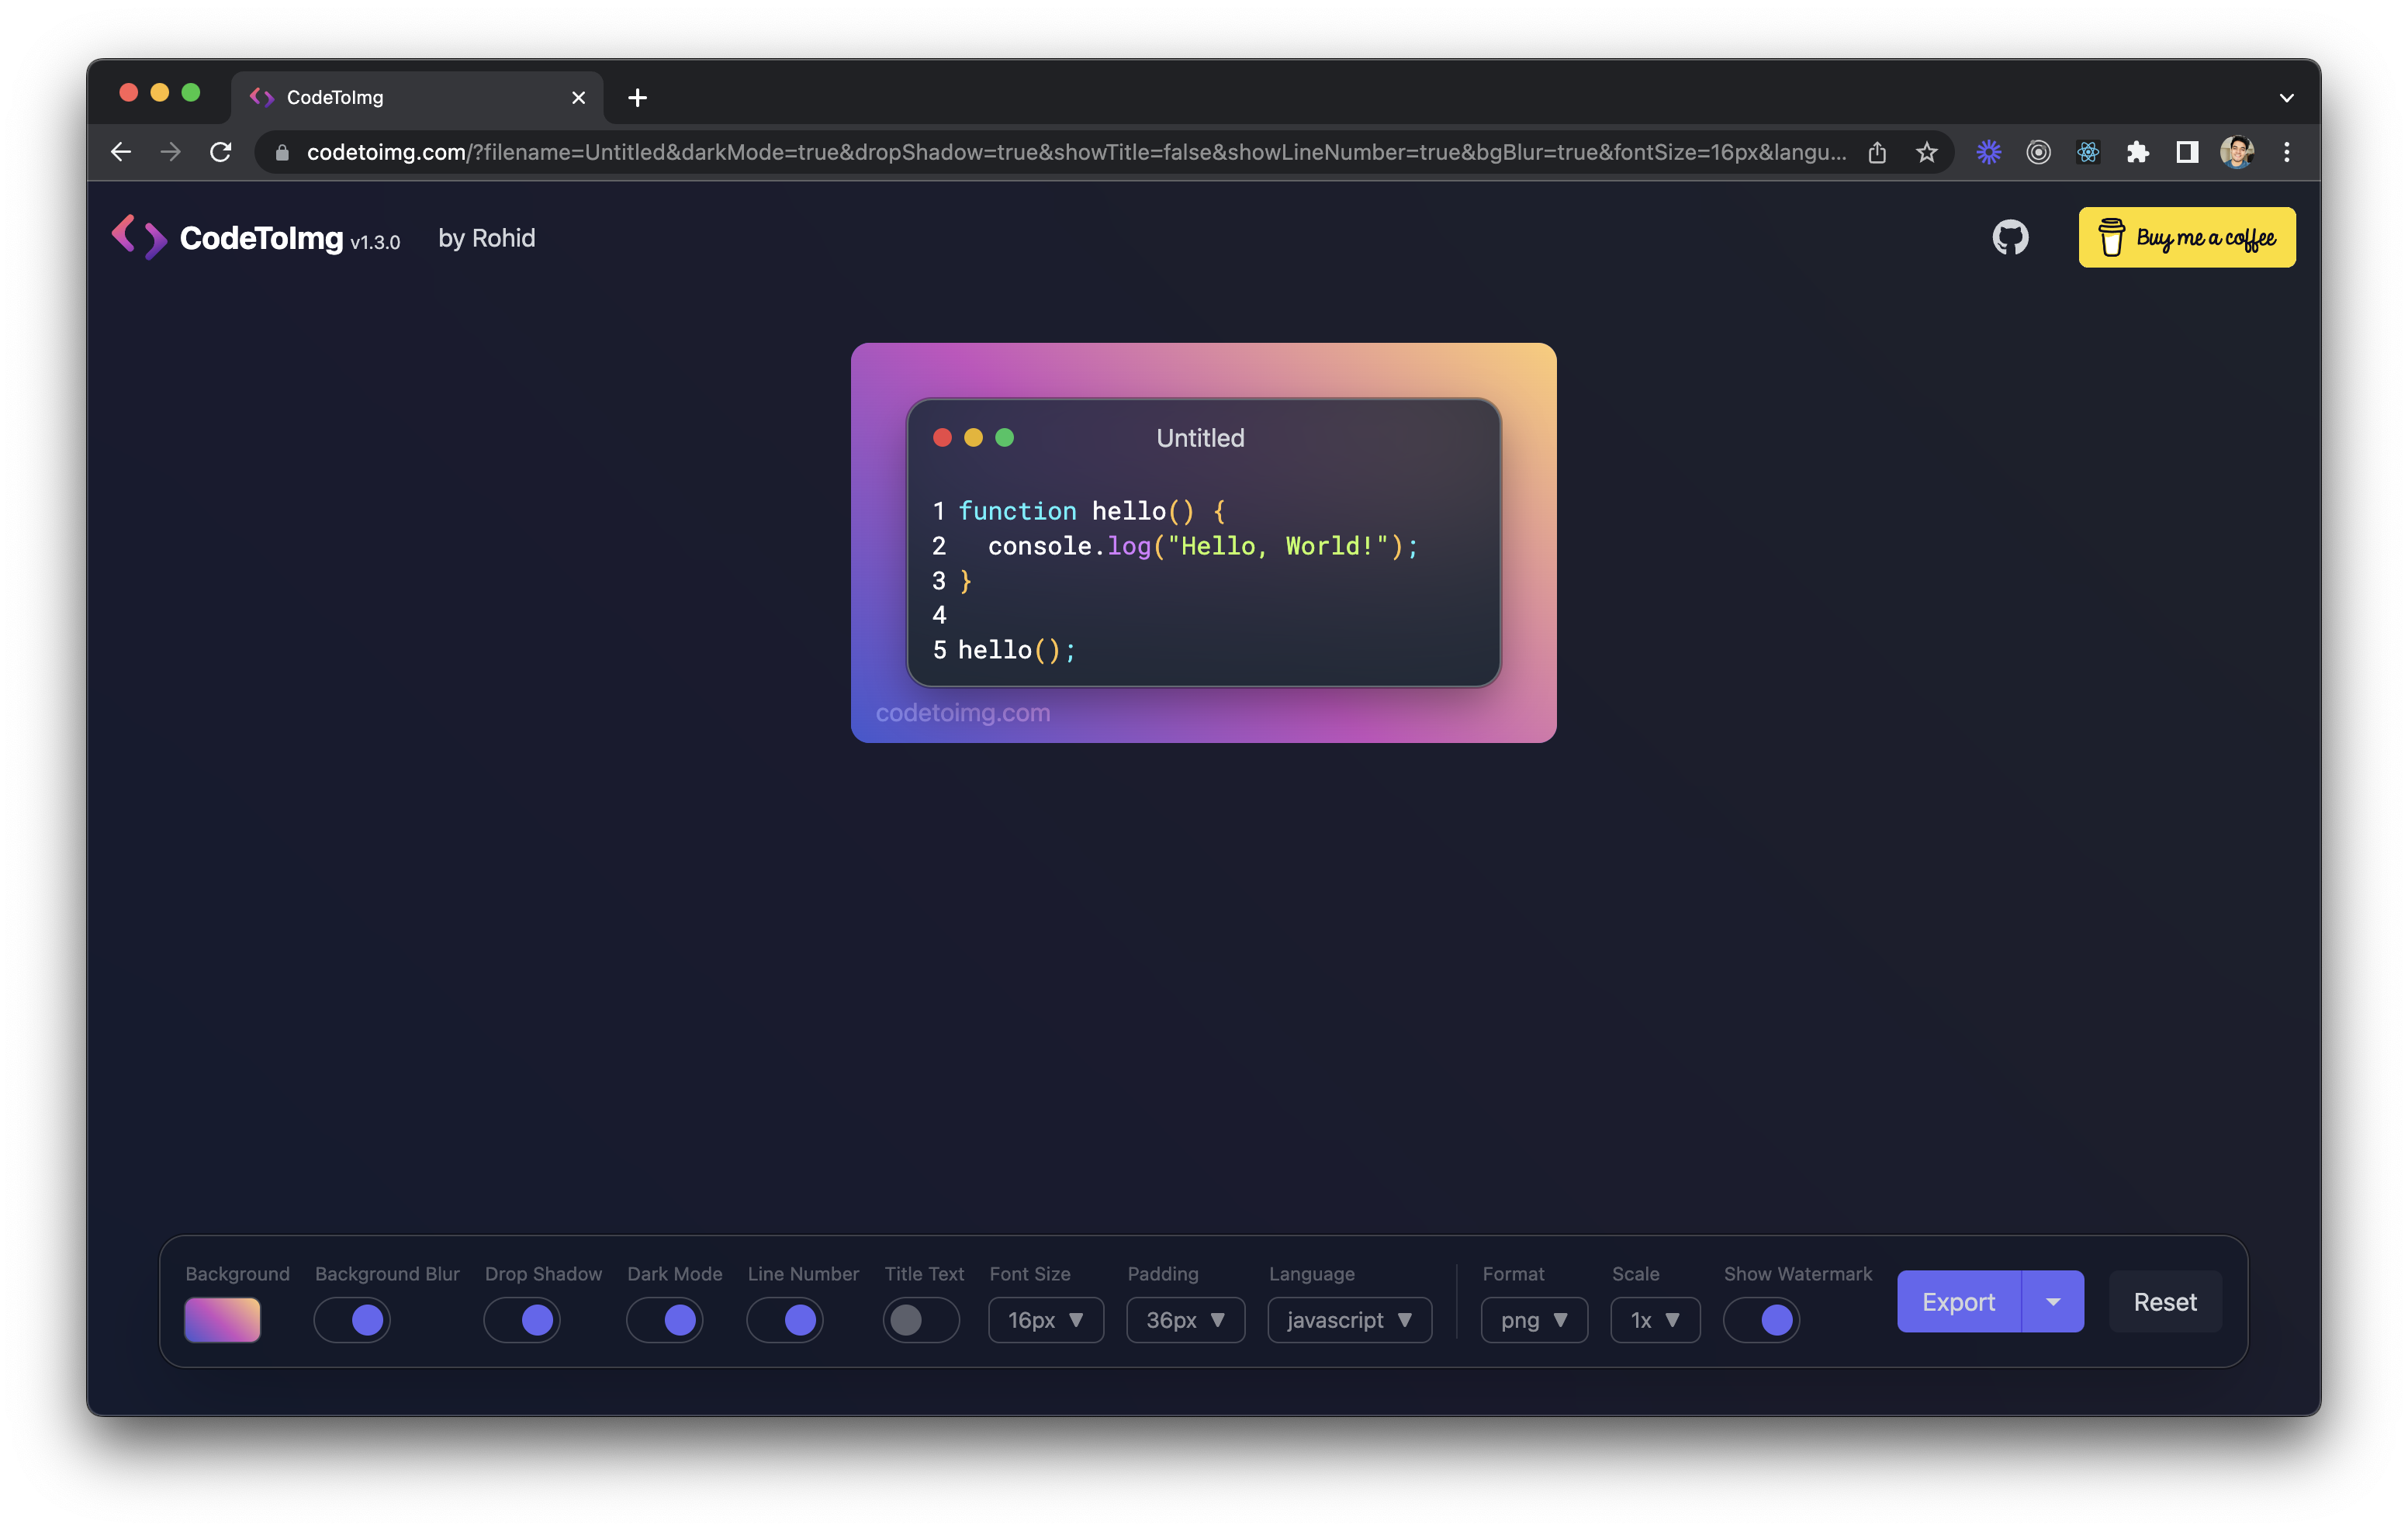 CodeToImg
codetoimg.com/?filename=Untitled&darkMode=true&dropShadow=true&showTitle=false&showLineNumber=true&bgBlur=true&fontSize=16px&langu...
CodeToImg v1.3.0 by Rohid
Buy me a coffee
Untitled
1 function hello() {
2   console.log("Hello, World!");
3 }
4
5 hello();
codetoimg.com
Background Background Blur Drop Shadow Dark Mode Line Number Title Text Font Size Padding Language Format Scale Show Watermark
16px 36px javascript png 1x Export Reset